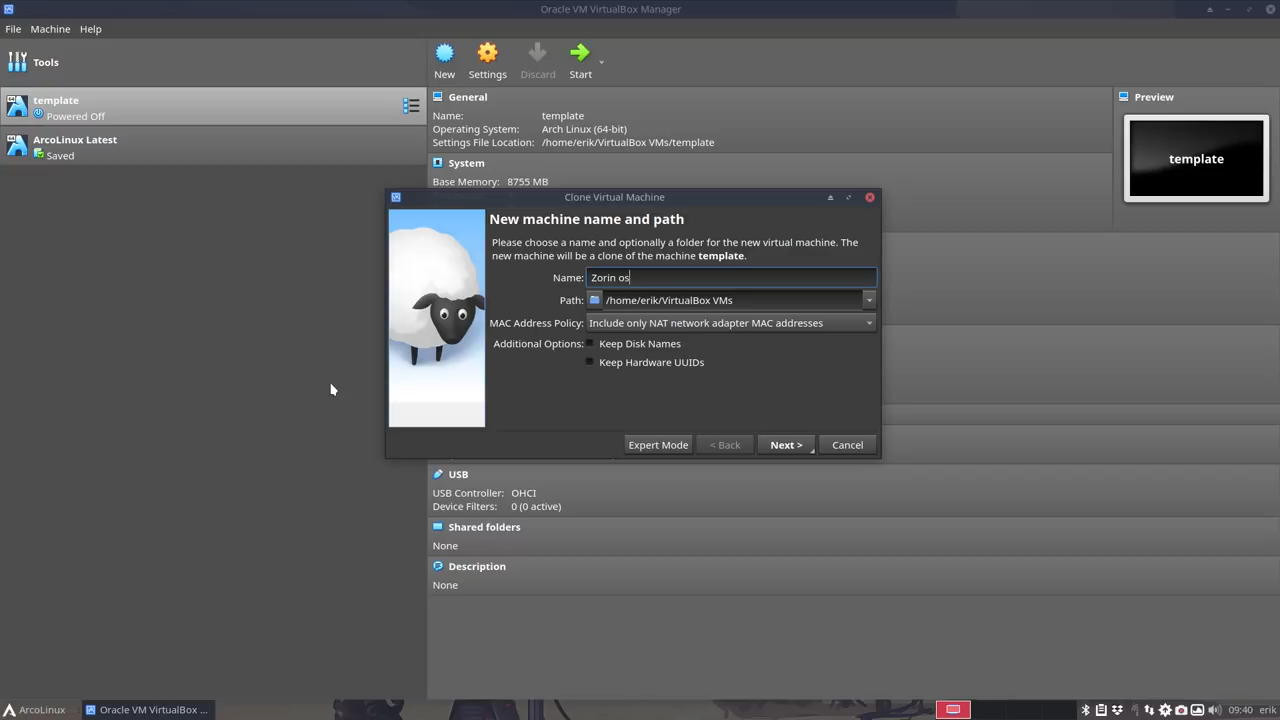 Oracle VM VirtualBox Manager
File Machine Help
Tools
New
Settings
Discard
Start
template
Powered Off
ArcoLinux Latest
Saved
General
Name: template
Operating System: Arch Linux (64-bit)
Settings File Location: /home/erik/VirtualBox VMs/template
System
Base Memory: 8755 MB
Preview
template
Clone Virtual Machine
New machine name and path
Please choose a name and optionally a folder for the new virtual machine. The
new machine will be a clone of the machine template.
Name: Zorin os
Path: /home/erik/VirtualBox VMs
MAC Address Policy: Include only NAT network adapter MAC addresses
Additional Options: Keep Disk Names
Keep Hardware UUIDs
Expert Mode
< Back
Next >
Cancel
USB
USB Controller: OHCI
Device Filters: 0 (0 active)
Shared folders
None
Description
None
ArcoLinux
Oracle VM VirtualBox ...
09:40 erik